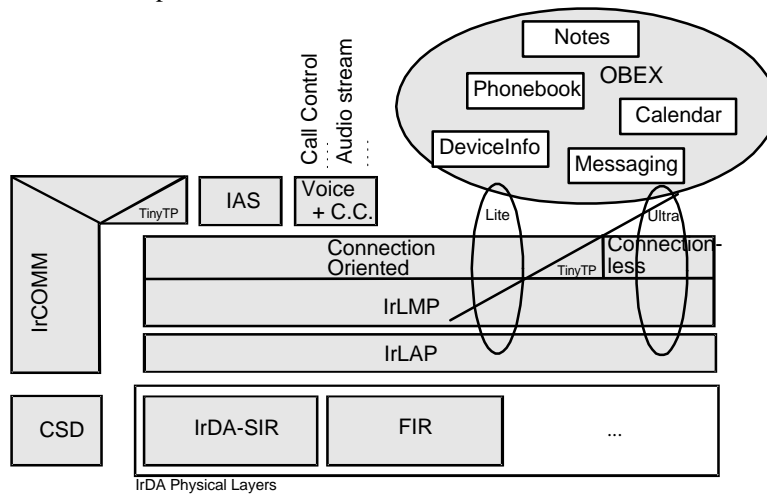 Notes
OBEX
Phonebook
Calendar
DeviceInfo
Messaging
Call Control
Audio stream
TinyTP
IAS
Voice
+ C.C.
Lite
Ultra
Connection
Oriented
TinyTP
Connection-
less
IrCOMM
IrLMP
IrLAP
CSD
IrDA-SIR
FIR
...
IrDA Physical Layers